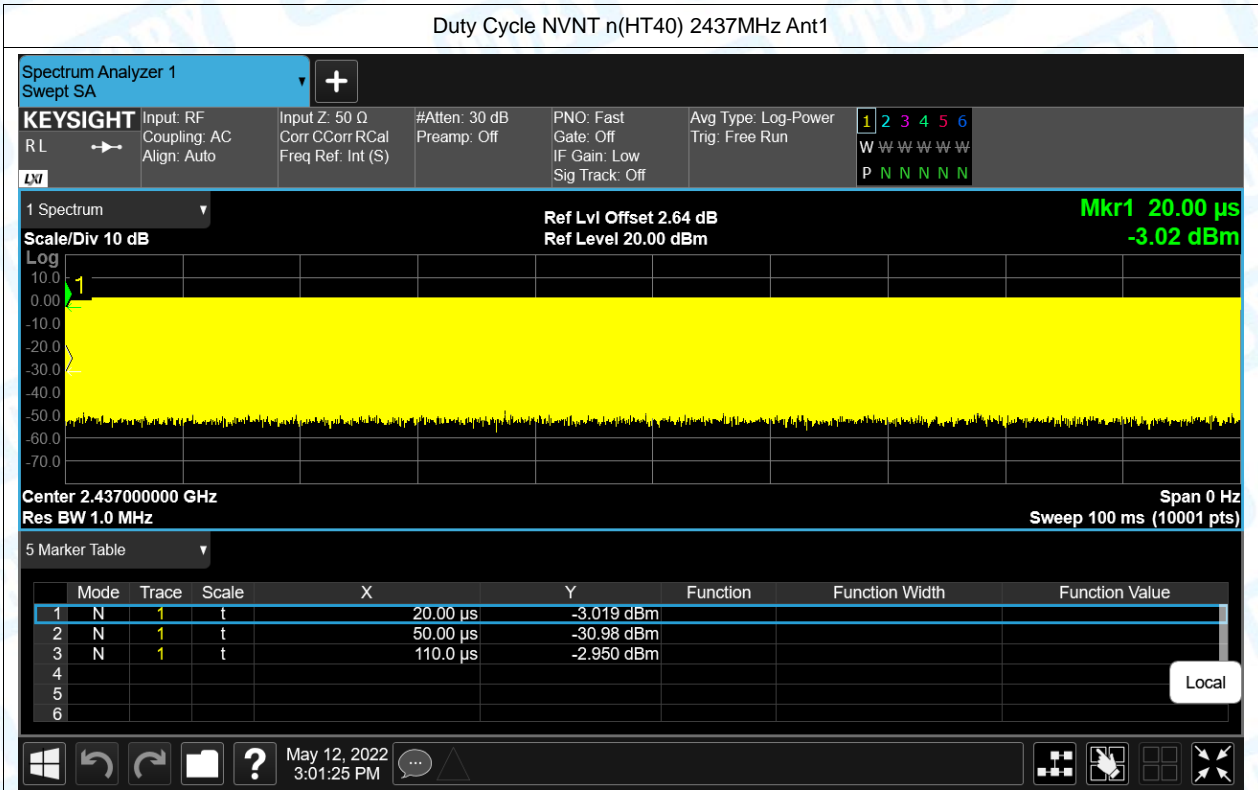 Duty Cycle NVNT n(HT40) 2437MHz Ant1
Spectrum Analyzer 1
Swept SA
+
KEYSIGHT
RL
LXI
Input: RF
Coupling: AC
Align: Auto
Input Z: 50 Ω
Corr CCorr RCal
Freq Ref: Int (S)
#Atten: 30 dB
Preamp: Off
PNO: Fast
Gate: Off
IF Gain: Low
Sig Track: Off
Avg Type: Log-Power
Trig: Free Run
1 2 3 4 5 6
W W W W W W
P N N N N N
1 Spectrum
Scale/Div 10 dB
Ref Lvl Offset 2.64 dB
Ref Level 20.00 dBm
Mkr1 20.00 µs
-3.02 dBm
Log
10.0
0.00
-10.0
-20.0
-30.0
-40.0
-50.0
-60.0
-70.0
1
Center 2.437000000 GHz
Res BW 1.0 MHz
Span 0 Hz
Sweep 100 ms (10001 pts)
5 Marker Table
Mode Trace Scale X Y Function Function Width Function Value
1 N 1 t 20.00 µs -3.019 dBm
2 N 1 t 50.00 µs -30.98 dBm
3 N 1 t 110.0 µs -2.950 dBm
4
5
6
Local
?
May 12, 2022
3:01:25 PM